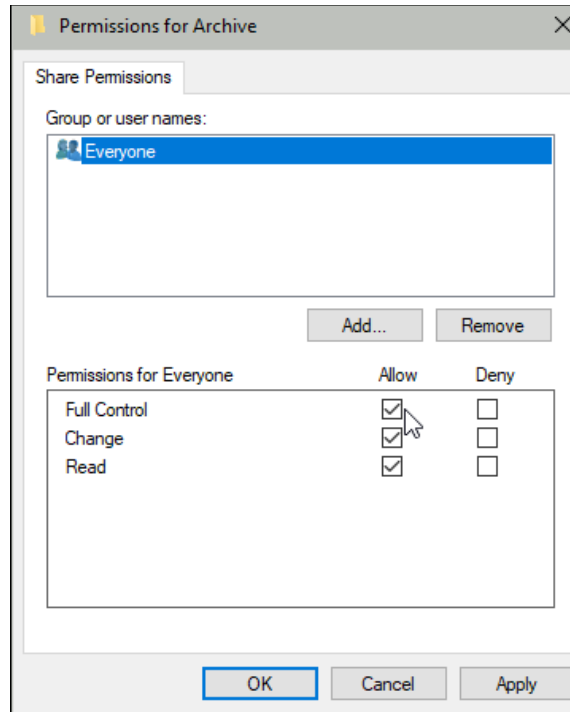 Permissions for Archive
Share Permissions
Group or user names:
Everyone
Add... Remove
Permissions for Everyone Allow Deny
Full Control
Change
Read
OK Cancel Apply